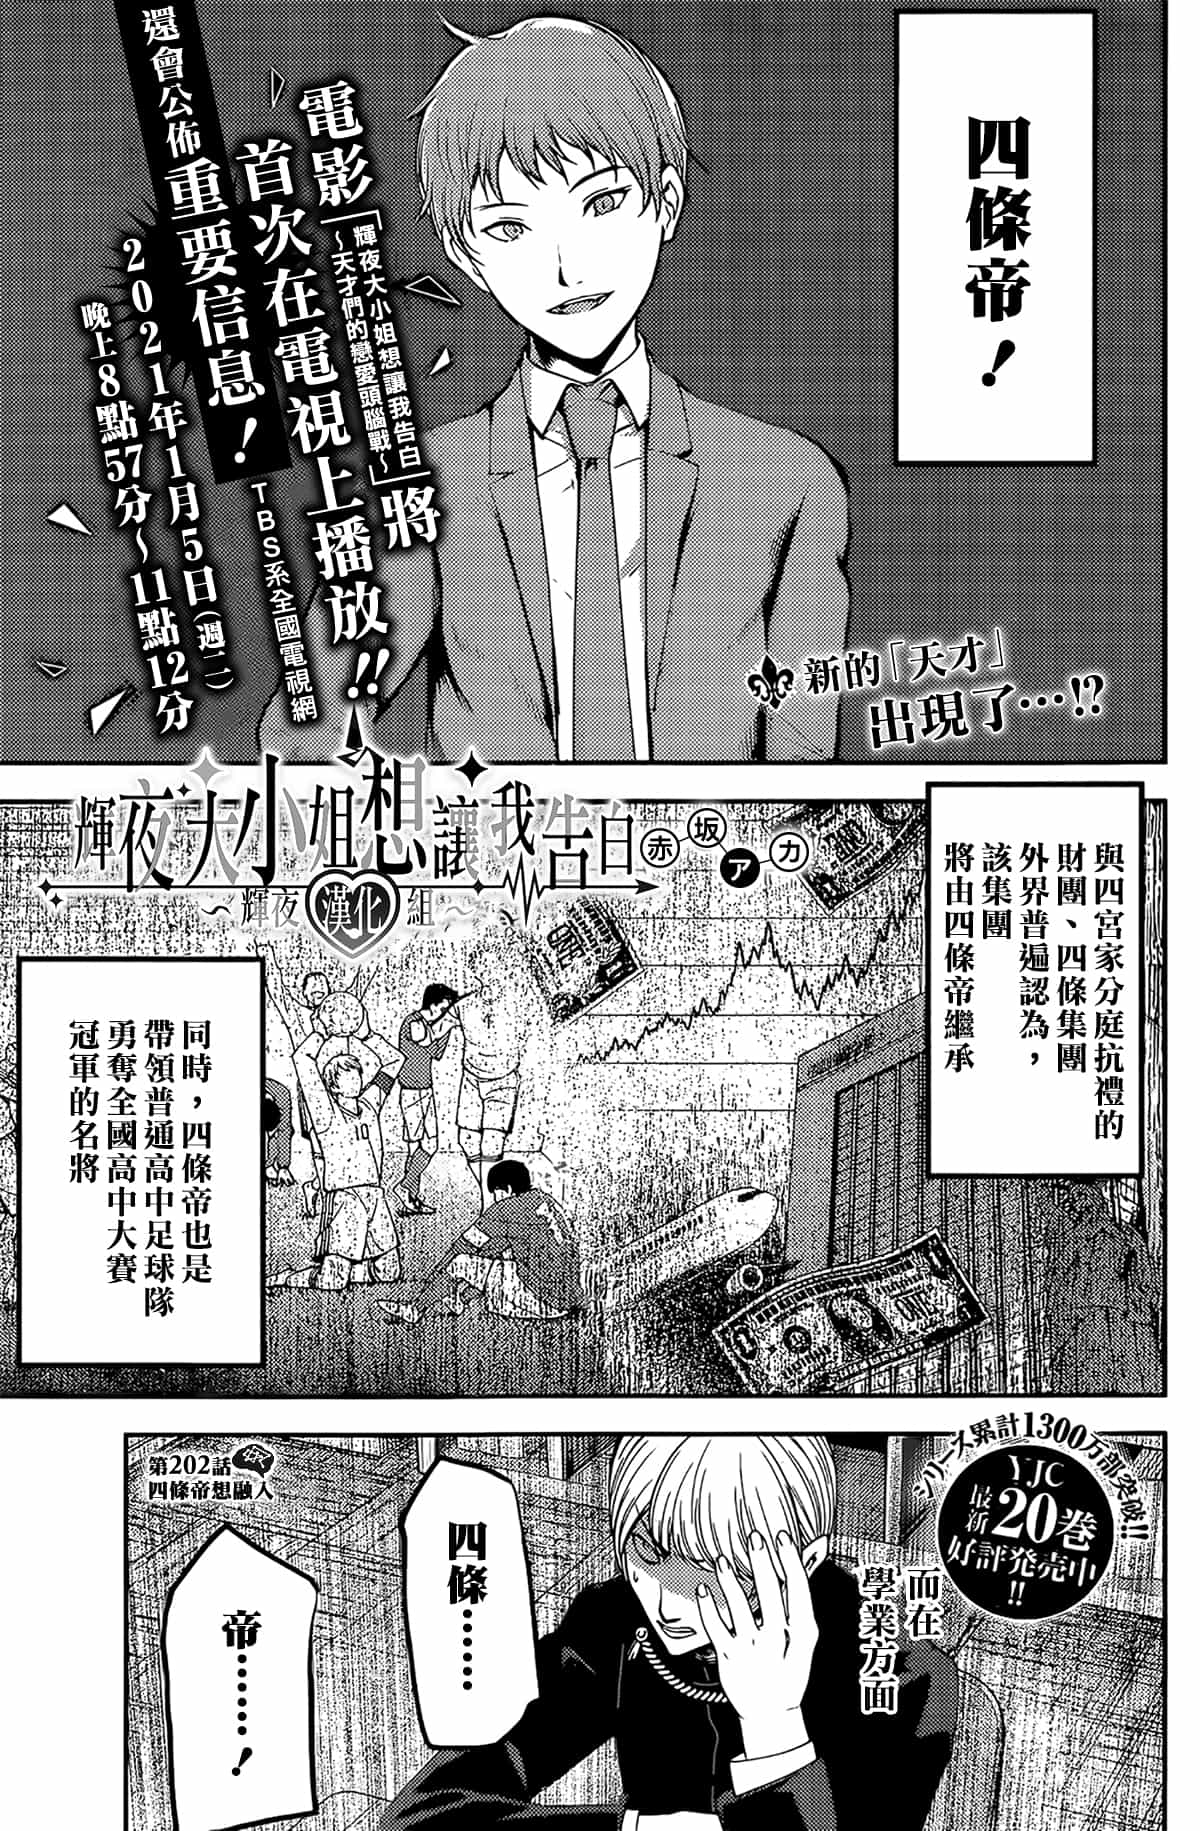 四條帝！
電影
「輝夜大小姐想讓我告白
～天才們的戀愛頭腦戰～」
將
首次在電視上播放!!
TBS系全國電視網
還會公佈重要信息！
2021年1月5日（週二）
晚上8點57分～11點12分
新的「天才」
出現了…!?
輝夜大小姐想讓我告白
赤坂アカ
～輝夜漢化組～
與四宮家分庭抗禮的
財團、四條集團
外界普遍認為，
該集團
將由四條帝繼承
同時，四條帝也是
帶領普通高中足球隊
勇奪全國高中大賽
冠軍的名將
10
ONE
1
シリーズ累計1300万部突破!!
YJC
最新20巻
好評発売中
!!
第202話
四條帝想融入
而在
學業方面
四條……
帝……！